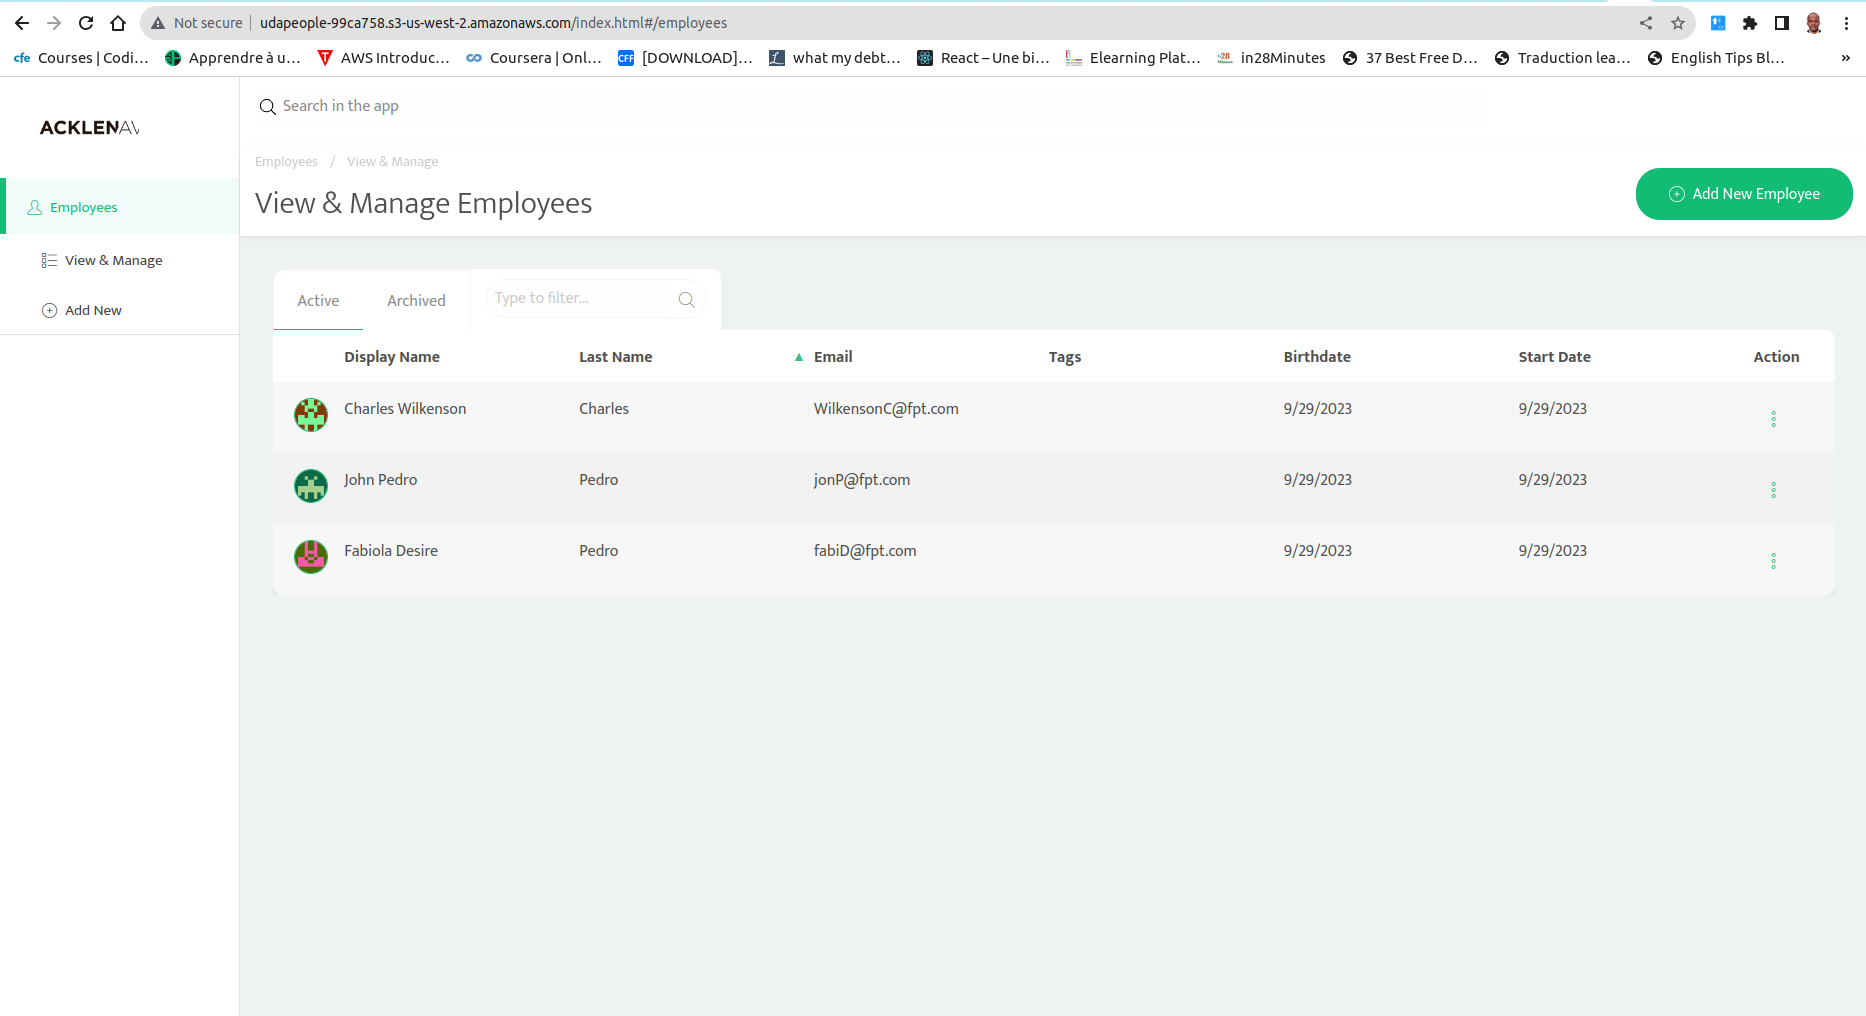 Not secure | udapeople-99ca758.s3-us-west-2.amazonaws.com/index.html#/employees
cfe Courses | Codi... Apprendre à u... T AWS Introduc... Coursera | Onl... CFF [DOWNLOAD]... L what my debt... React – Une bi... Elearning Plat... in28Minutes 37 Best Free D... Traduction lea... English Tips Bl... »
ACKLENAV
Search in the app
Employees / View & Manage
View & Manage Employees
Add New Employee
Employees
View & Manage
Add New
Active Archived Type to filter...
Display Name Last Name ▲ Email Tags Birthdate Start Date Action
Charles Wilkenson Charles WilkensonC@fpt.com 9/29/2023 9/29/2023
John Pedro Pedro jonP@fpt.com 9/29/2023 9/29/2023
Fabiola Desire Pedro fabiD@fpt.com 9/29/2023 9/29/2023